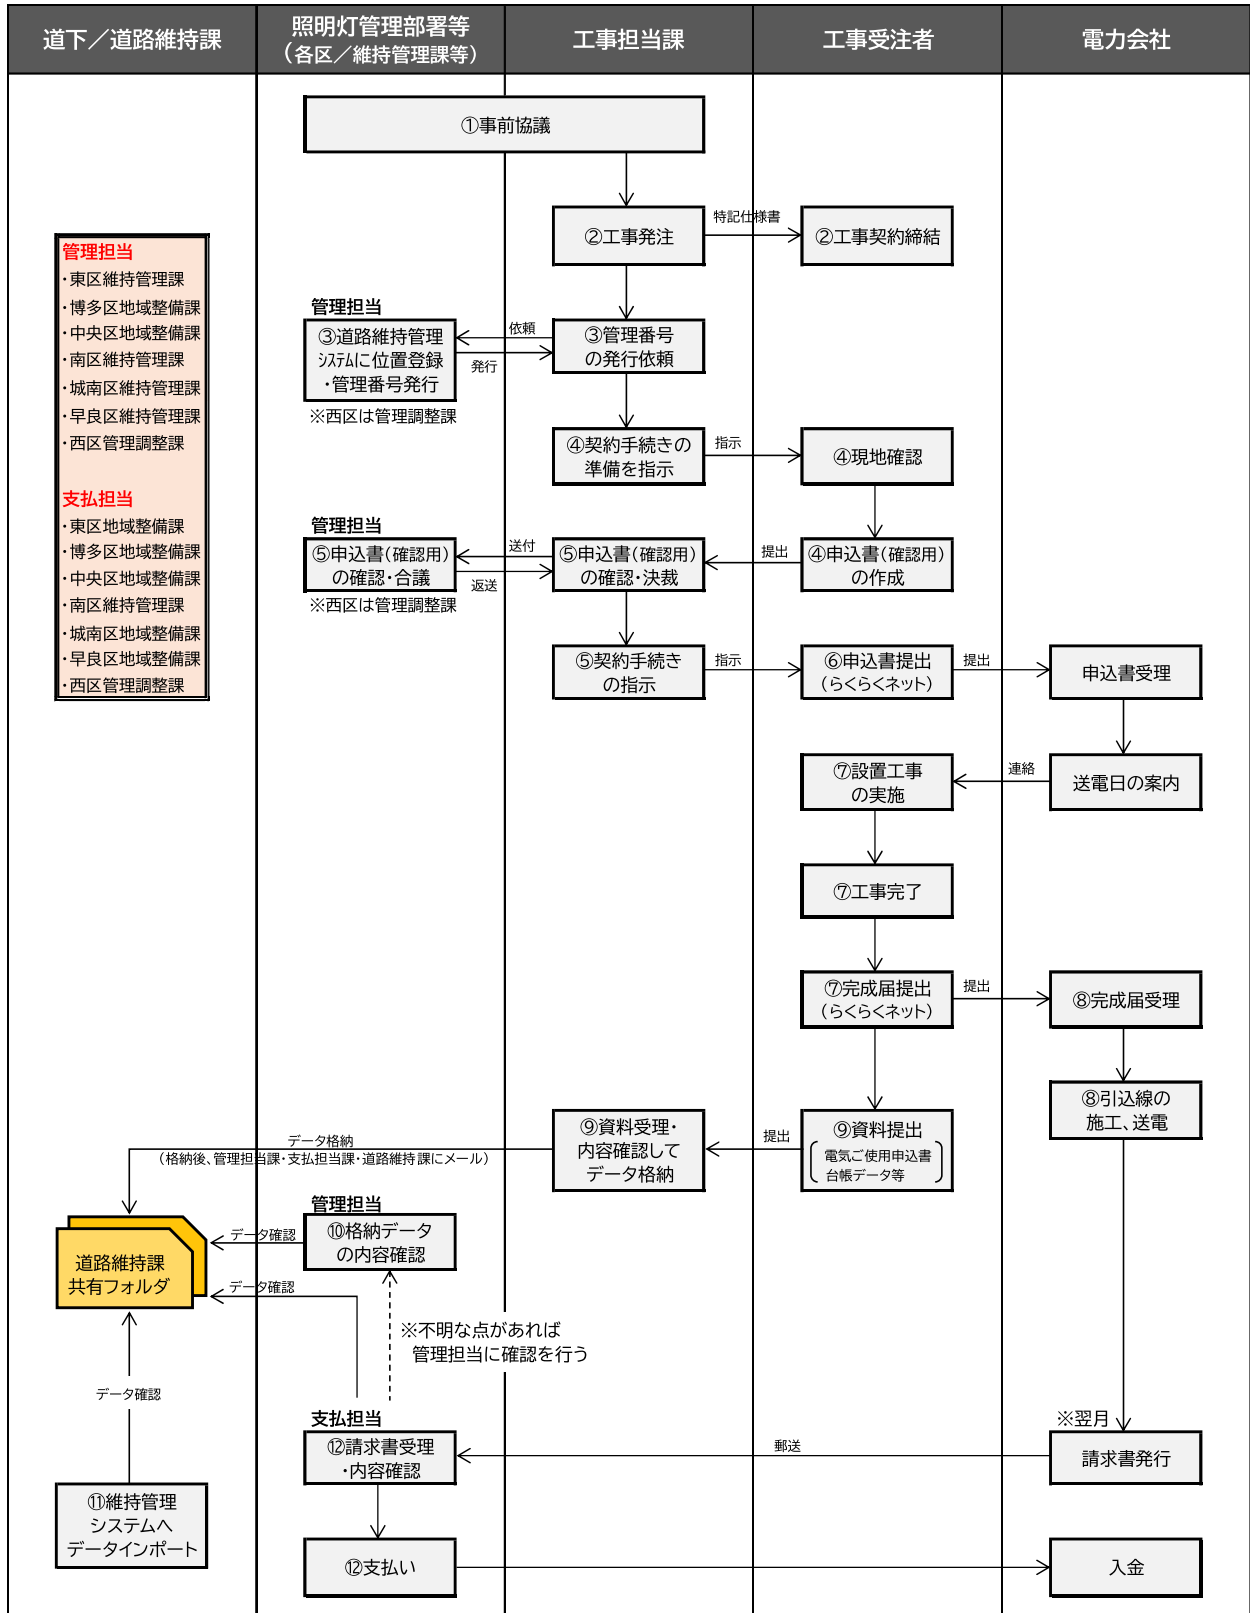 道下／道路維持課
照明灯管理部署等
（各区／維持管理課等）
工事担当課
工事受注者
電力会社
①事前協議
②工事発注
特記仕様書
②工事契約締結
管理担当
・東区維持管理課
・博多区地域整備課
・中央区地域整備課
・南区維持管理課
・城南区維持管理課
・早良区維持管理課
・西区管理調整課
支払担当
・東区地域整備課
・博多区地域整備課
・中央区地域整備課
・南区維持管理課
・城南区地域整備課
・早良区地域整備課
・西区管理調整課
管理担当
③道路維持管理
ｼｽﾃﾑに位置登録
・管理番号発行
※西区は管理調整課
依頼
発行
③管理番号
の発行依頼
④契約手続きの
準備を指示
指示
④現地確認
管理担当
⑤申込書（確認用）
の確認・合議
※西区は管理調整課
送付
返送
⑤申込書（確認用）
の確認・決裁
提出
④申込書（確認用）
の作成
⑤契約手続き
の指示
指示
⑥申込書提出
（らくらくネット）
提出
申込書受理
⑦設置工事
の実施
連絡
送電日の案内
⑦工事完了
⑦完成届提出
（らくらくネット）
提出
⑧完成届受理
⑧引込線の
施工、送電
データ格納
（格納後、管理担当課・支払担当課・道路維持課にメール）
⑨資料受理・
内容確認して
データ格納
提出
⑨資料提出
電気ご使用申込書
台帳データ等
管理担当
⑩格納データ
の内容確認
データ確認
道路維持課
共有フォルダ
データ確認
※不明な点があれば
管理担当に確認を行う
データ確認
支払担当
⑫請求書受理
・内容確認
郵送
※翌月
請求書発行
⑪維持管理
システムへ
データインポート
⑫支払い
入金